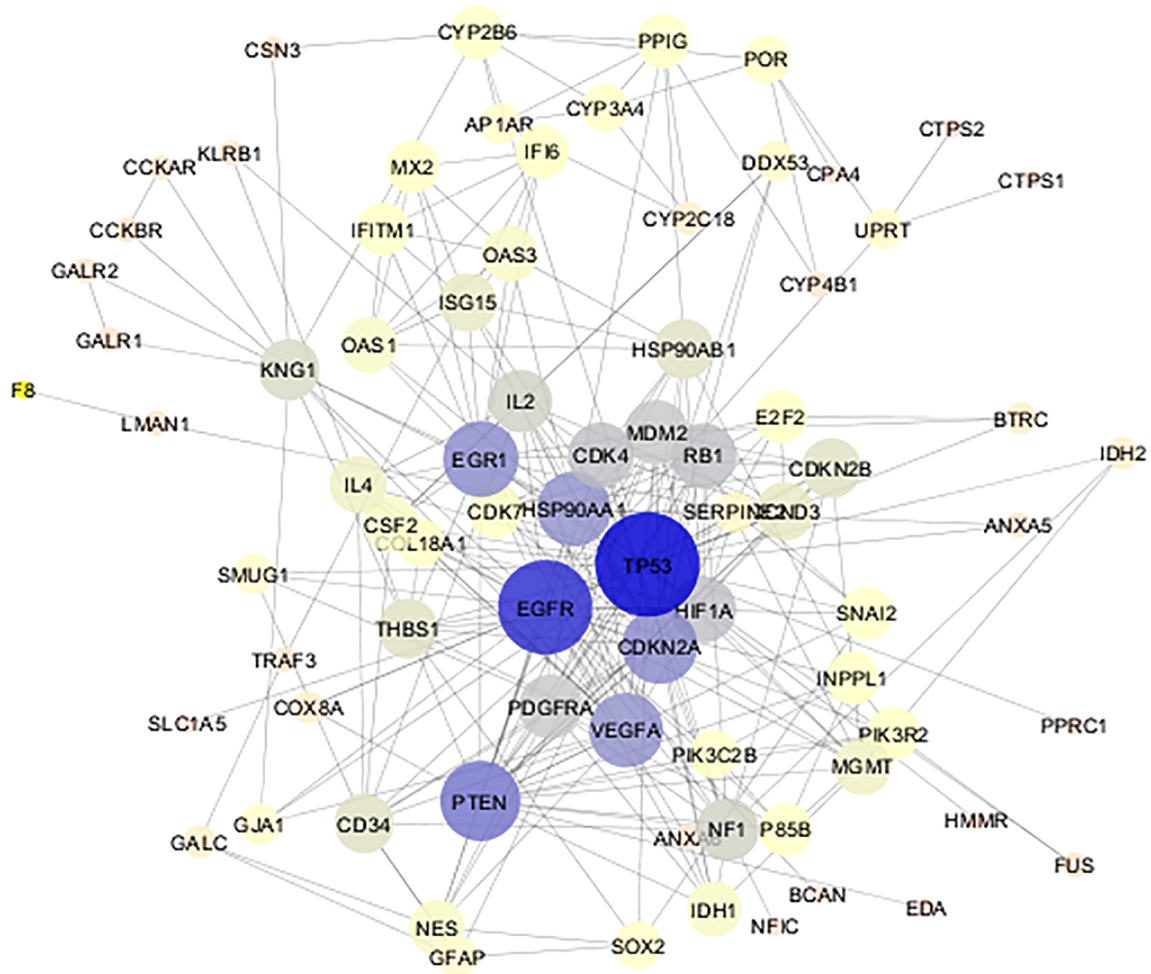 CYP2B6
PPIG
CSN3
POR
CYP3A4
AP1AR
CTPS2
IFI6
KLRB1
CCKAR
MX2
DDX53
CPA4
CTPS1
CYP2C18
CCKBR
IFITM1
UPRT
OAS3
GALR2
CYP4B1
ISG15
GALR1
OAS1
HSP90AB1
KNG1
F8
IL2
LMAN1
E2F2
BTRC
MDM2
CDK4
RB1
EGR1
IDH2
CDKN2B
IL4
CDK7
HSP90AA1
CSF2
ANXA5
COL18A1
TP53
SMUG1
EGFR
HIF1A
SNAI2
THBS1
CDKN2A
TRAF3
INPPL1
COX8A
PDGFRA
SLC1A5
PPRC1
VEGFA
PIK3R2
PIK3C2B
MGMT
PTEN
HMMR
GJA1
CD34
NF1
P85B
GALC
FUS
BCAN
EDA
IDH1
NES
NFIC
SOX2
GFAP